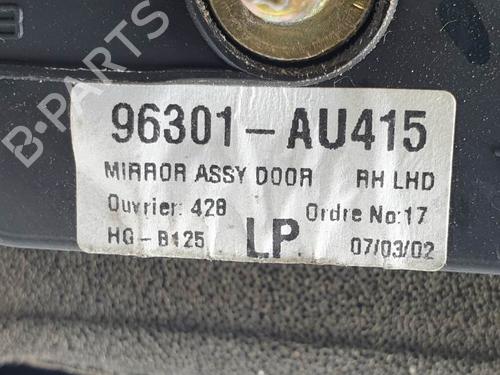 B-PARTS
96301-AU415
MIRROR ASSY DOOR RH LHD
Ouvrier: 428 Ordre No:17
HG-B125 LP 07/03/02